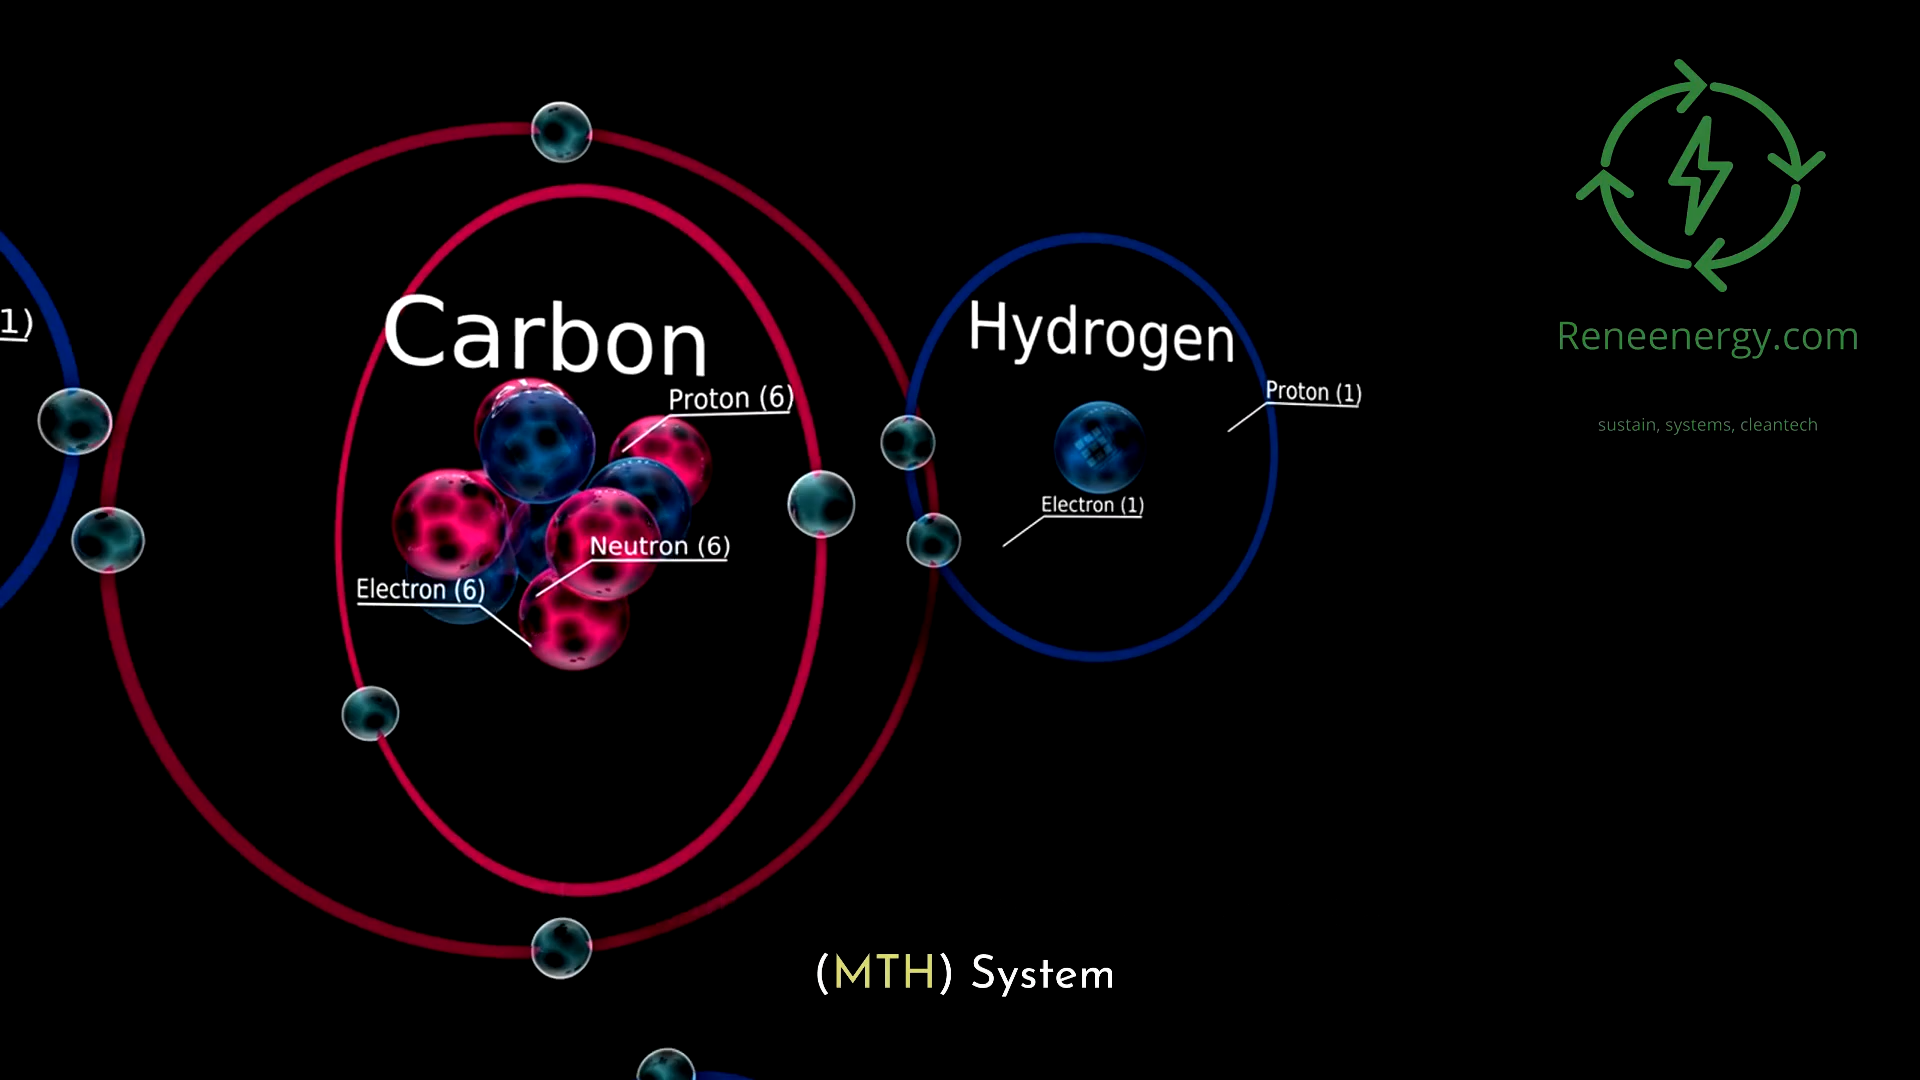 1)
Carbon
Proton (6)
Neutron (6)
Electron (6)
Hydrogen
Proton (1)
Electron (1)
Reneenergy.com
sustain, systems, cleantech
(MTH) System